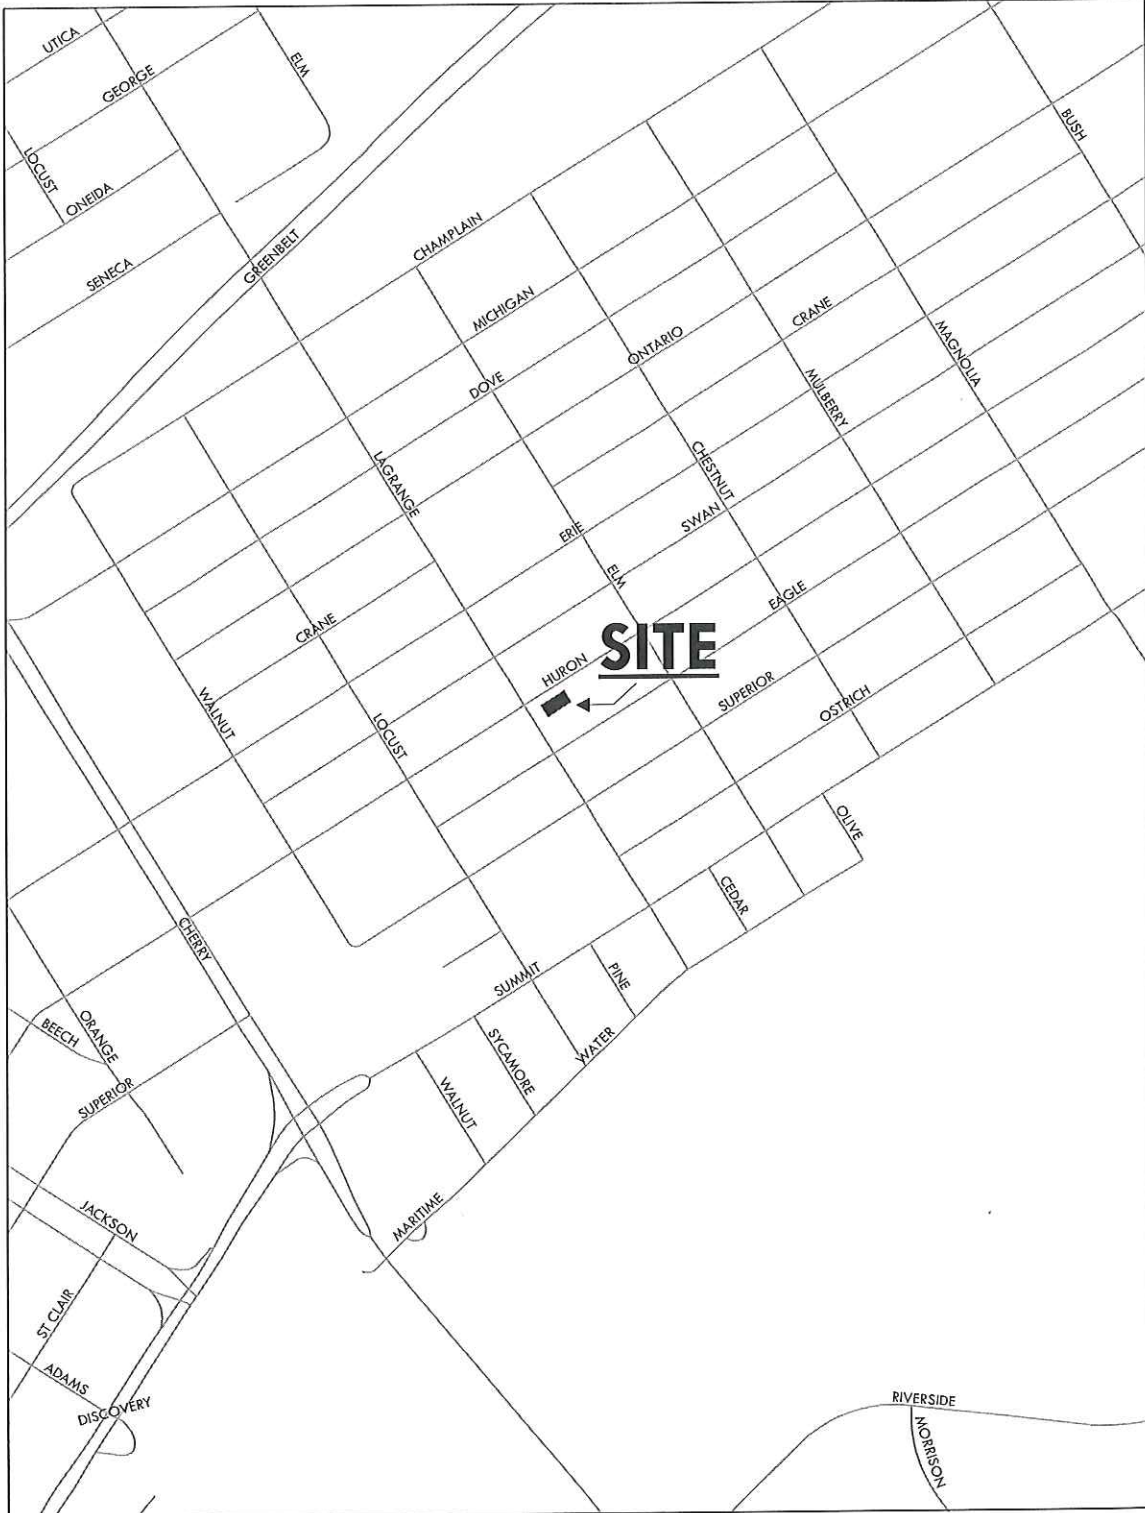 UTICA
GEORGE
ELM
LOCUST
ONEIDA
SENECA
GREENBELT
CHAMPLAIN
BUSH
MICHIGAN
CRANE
DOVE
ONTARIO
MAGNOLIA
MULBERRY
LAGRANGE
CHESTNUT
ERIE
SWAN
ELM
EAGLE
CRANE
SITE
HURON
WALNUT
LOCUST
SUPERIOR
OSTRICH
OLIVE
CEDAR
CHERRY
SUMMIT
PINE
BEECH
ORANGE
SYCAMORE
WATER
SUPERIOR
WALNUT
MARITIME
JACKSON
ST CLAIR
ADAMS
DISCOVERY
RIVERSIDE
MORRISON